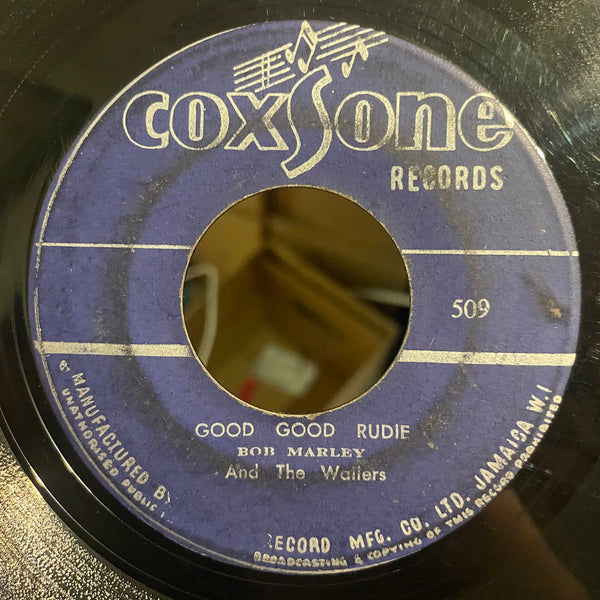 COXSONE
RECORDS
509
GOOD GOOD RUDIE
BOB MARLEY
And The Wailers
& MANUFACTURED BY RECORD MFG. CO. LTD. JAMAICA W.I
UNATHORISED PUBLIC BROADCASTING & COPYING OF THIS RECORD PROHIBITED